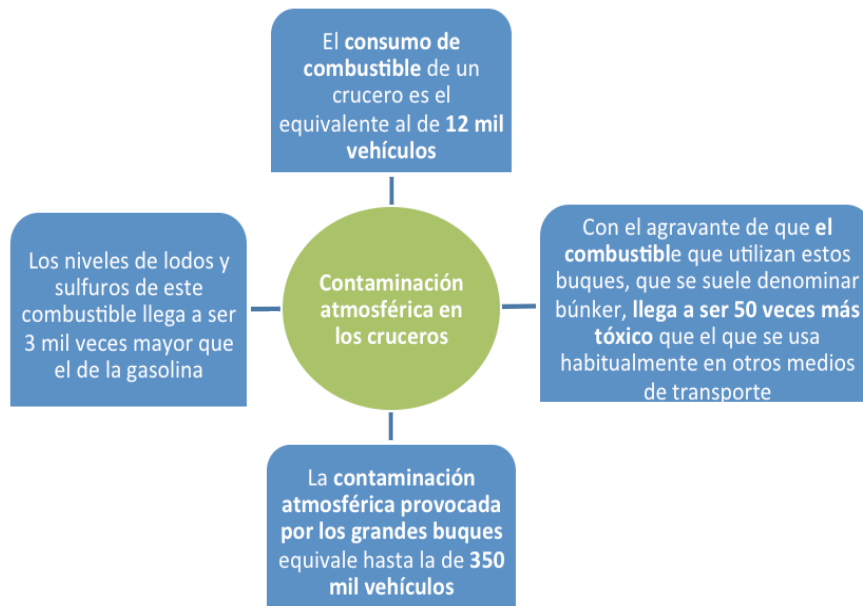 El consumo de
combustible de un
crucero es el
equivalente al de 12 mil
vehículos
Los niveles de lodos y
sulfuros de este
combustible llega a ser
3 mil veces mayor que
el de la gasolina
Contaminación
atmosférica en
los cruceros
Con el agravante de que el
combustible que utilizan estos
buques, que se suele denominar
búnker, llega a ser 50 veces más
tóxico que el que se usa
habitualmente en otros medios
de transporte
La contaminación
atmosférica provocada
por los grandes buques
equivale hasta la de 350
mil vehículos